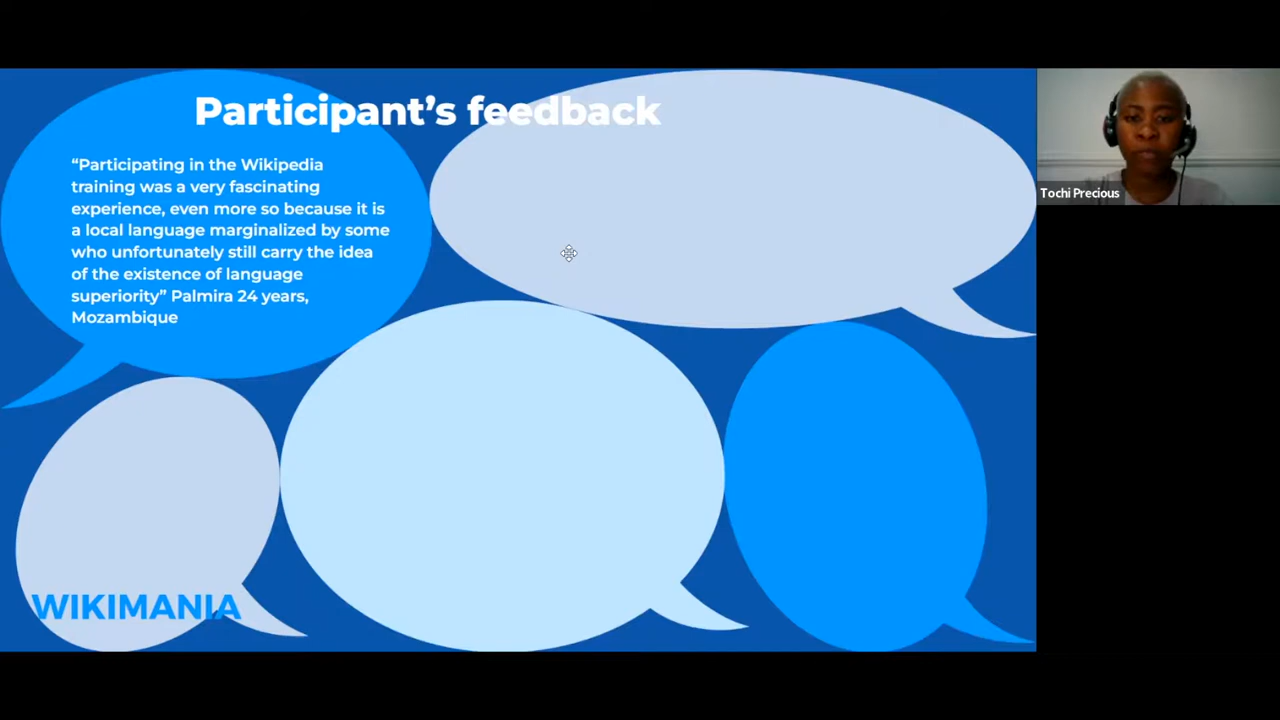 Participant’s feedback
“Participating in the Wikipedia
training was a very fascinating
experience, even more so because it is
a local language marginalized by some
who unfortunately still carry the idea
of the existence of language
superiority” Palmira 24 years,
Mozambique
WIKIMANIA
Tochi Precious